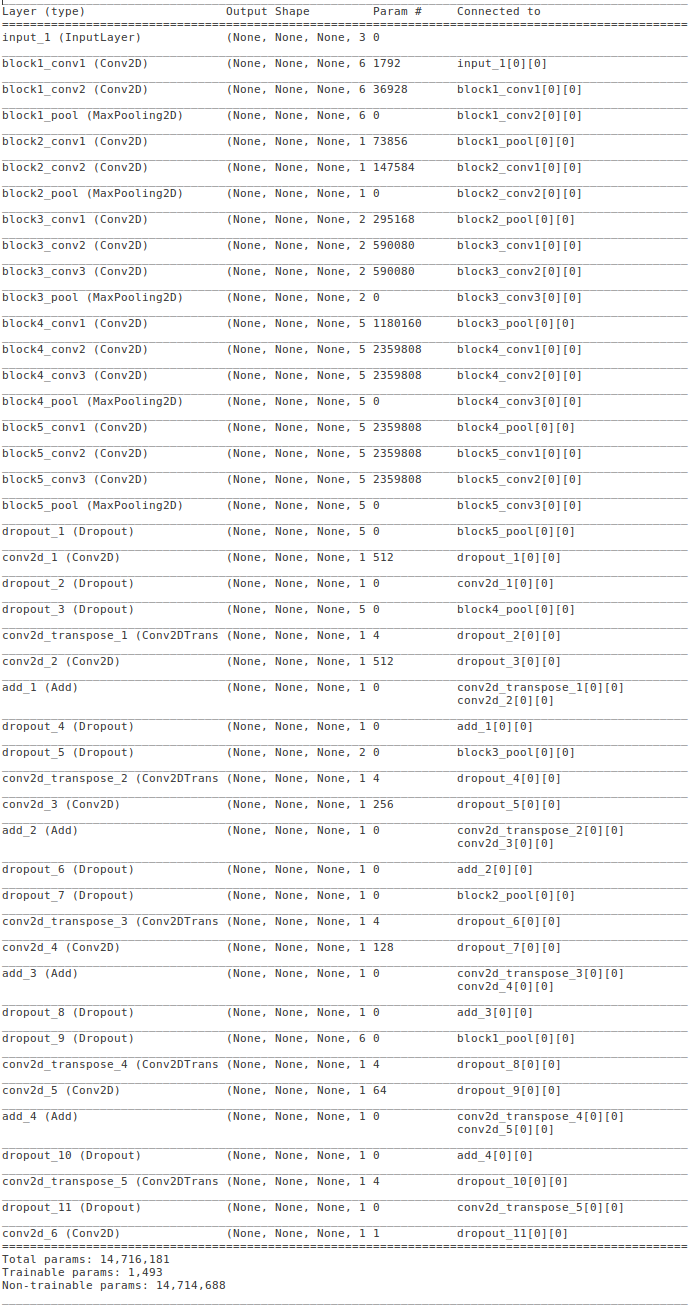 Layer (type) Output Shape Param # Connected to
input_1 (InputLayer) (None, None, None, 3 0
block1_conv1 (Conv2D) (None, None, None, 6 1792 input_1[0][0]
block1_conv2 (Conv2D) (None, None, None, 6 36928 block1_conv1[0][0]
block1_pool (MaxPooling2D) (None, None, None, 6 0 block1_conv2[0][0]
block2_conv1 (Conv2D) (None, None, None, 1 73856 block1_pool[0][0]
block2_conv2 (Conv2D) (None, None, None, 1 147584 block2_conv1[0][0]
block2_pool (MaxPooling2D) (None, None, None, 1 0 block2_conv2[0][0]
block3_conv1 (Conv2D) (None, None, None, 2 295168 block2_pool[0][0]
block3_conv2 (Conv2D) (None, None, None, 2 590080 block3_conv1[0][0]
block3_conv3 (Conv2D) (None, None, None, 2 590080 block3_conv2[0][0]
block3_pool (MaxPooling2D) (None, None, None, 2 0 block3_conv3[0][0]
block4_conv1 (Conv2D) (None, None, None, 5 1180160 block3_pool[0][0]
block4_conv2 (Conv2D) (None, None, None, 5 2359808 block4_conv1[0][0]
block4_conv3 (Conv2D) (None, None, None, 5 2359808 block4_conv2[0][0]
block4_pool (MaxPooling2D) (None, None, None, 5 0 block4_conv3[0][0]
block5_conv1 (Conv2D) (None, None, None, 5 2359808 block4_pool[0][0]
block5_conv2 (Conv2D) (None, None, None, 5 2359808 block5_conv1[0][0]
block5_conv3 (Conv2D) (None, None, None, 5 2359808 block5_conv2[0][0]
block5_pool (MaxPooling2D) (None, None, None, 5 0 block5_conv3[0][0]
dropout_1 (Dropout) (None, None, None, 5 0 block5_pool[0][0]
conv2d_1 (Conv2D) (None, None, None, 1 512 dropout_1[0][0]
dropout_2 (Dropout) (None, None, None, 1 0 conv2d_1[0][0]
dropout_3 (Dropout) (None, None, None, 5 0 block4_pool[0][0]
conv2d_transpose_1 (Conv2DTrans (None, None, None, 1 4 dropout_2[0][0]
conv2d_2 (Conv2D) (None, None, None, 1 512 dropout_3[0][0]
add_1 (Add) (None, None, None, 1 0 conv2d_transpose_1[0][0]
conv2d_2[0][0]
dropout_4 (Dropout) (None, None, None, 1 0 add_1[0][0]
dropout_5 (Dropout) (None, None, None, 2 0 block3_pool[0][0]
conv2d_transpose_2 (Conv2DTrans (None, None, None, 1 4 dropout_4[0][0]
conv2d_3 (Conv2D) (None, None, None, 1 256 dropout_5[0][0]
add_2 (Add) (None, None, None, 1 0 conv2d_transpose_2[0][0]
conv2d_3[0][0]
dropout_6 (Dropout) (None, None, None, 1 0 add_2[0][0]
dropout_7 (Dropout) (None, None, None, 1 0 block2_pool[0][0]
conv2d_transpose_3 (Conv2DTrans (None, None, None, 1 4 dropout_6[0][0]
conv2d_4 (Conv2D) (None, None, None, 1 128 dropout_7[0][0]
add_3 (Add) (None, None, None, 1 0 conv2d_transpose_3[0][0]
conv2d_4[0][0]
dropout_8 (Dropout) (None, None, None, 1 0 add_3[0][0]
dropout_9 (Dropout) (None, None, None, 6 0 block1_pool[0][0]
conv2d_transpose_4 (Conv2DTrans (None, None, None, 1 4 dropout_8[0][0]
conv2d_5 (Conv2D) (None, None, None, 1 64 dropout_9[0][0]
add_4 (Add) (None, None, None, 1 0 conv2d_transpose_4[0][0]
conv2d_5[0][0]
dropout_10 (Dropout) (None, None, None, 1 0 add_4[0][0]
conv2d_transpose_5 (Conv2DTrans (None, None, None, 1 4 dropout_10[0][0]
dropout_11 (Dropout) (None, None, None, 1 0 conv2d_transpose_5[0][0]
conv2d_6 (Conv2D) (None, None, None, 1 1 dropout_11[0][0]
Total params: 14,716,181
Trainable params: 1,493
Non-trainable params: 14,714,688